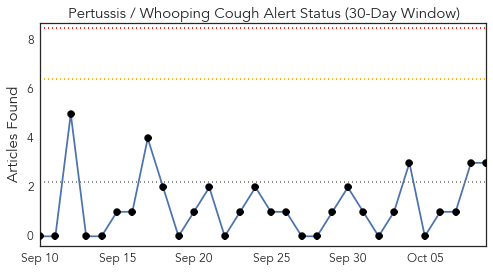 Pertussis / Whooping Cough Alert Status (30-Day Window)
Articles Found
8
6
4
2
0
Sep 10 Sep 15 Sep 20 Sep 25 Sep 30 Oct 05